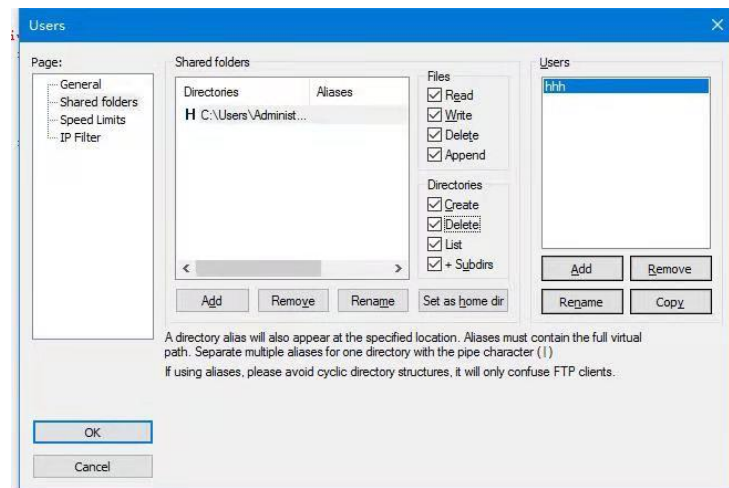 Users
Page:
General
Shared folders
Speed Limits
IP Filter
Shared folders
Directories Aliases
H C:\Users\Administ...
Files
Read
Write
Delete
Append
Directories
Create
Delete
List
+ Subdirs
Add Remove Rename Set as home dir
Users
hhh
Add Remove
Rename Copy
A directory alias will also appear at the specified location. Aliases must contain the full virtual
path. Separate multiple aliases for one directory with the pipe character (|)
If using aliases, please avoid cyclic directory structures, it will only confuse FTP clients.
OK
Cancel